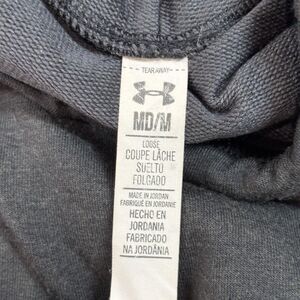 TEAR AWAY
MD/M
LOOSE
COUPE LÂCHE
SUELTO
FOLGADO
MADE IN JORDAN
FABRIQUÉ EN JORDANIE
HECHO EN
JORDANIA
FABRICADO
NA JORDÂNIA